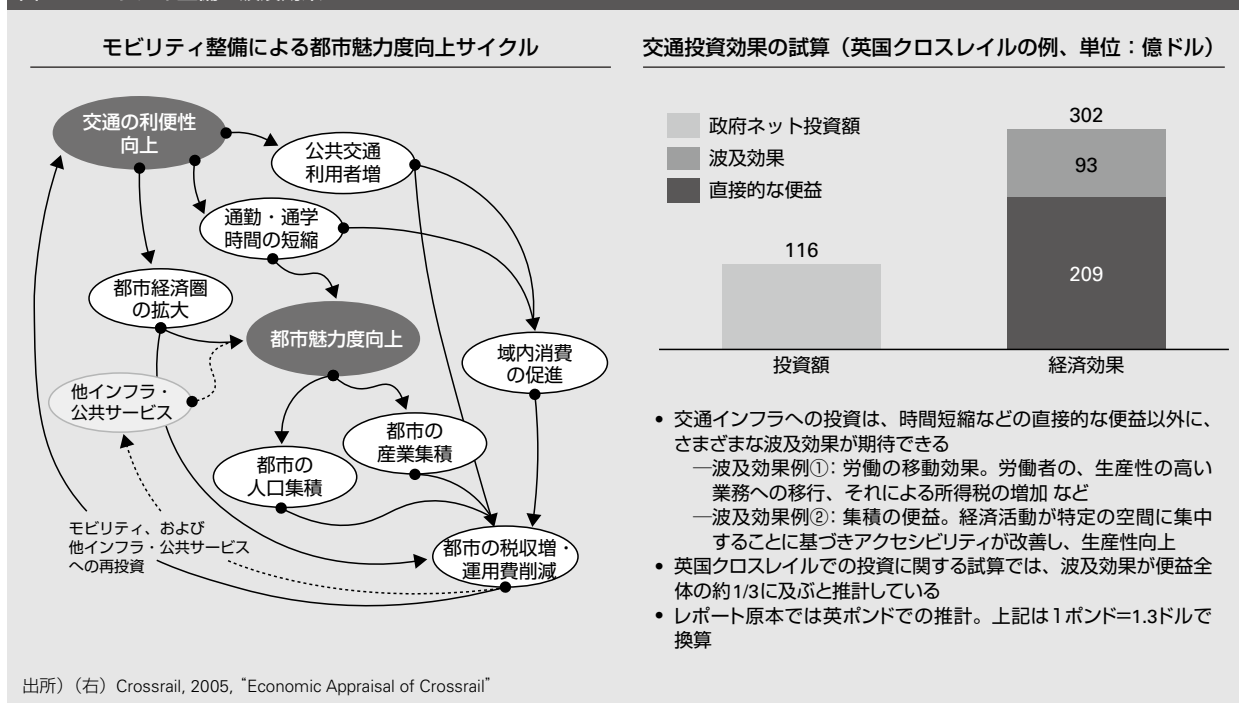 モビリティ整備による都市魅力度向上サイクル
交通の利便性
向上
公共交通
利用者増
通勤・通学
時間の短縮
都市経済圏
の拡大
都市魅力度向上
域内消費
の促進
他インフラ・
公共サービス
都市の
産業集積
都市の
人口集積
モビリティ、および
他インフラ・公共サービス
への再投資
都市の税収増・
運用費削減
交通投資効果の試算（英国クロスレイルの例、単位：億ドル）
政府ネット投資額
波及効果
直接的な便益
116
302
93
209
投資額
経済効果
• 交通インフラへの投資は、時間短縮などの直接的な便益以外に、
さまざまな波及効果が期待できる
―波及効果例①：労働の移動効果。労働者の、生産性の高い
業務への移行、それによる所得税の増加 など
―波及効果例②：集積の便益。経済活動が特定の空間に集中
することに基づきアクセシビリティが改善し、生産性向上
• 英国クロスレイルでの投資に関する試算では、波及効果が便益全
体の約1/3に及ぶと推計している
• レポート原本では英ポンドでの推計。上記は1ポンド=1.3ドルで
換算
出所）（右）Crossrail, 2005, “Economic Appraisal of Crossrail”